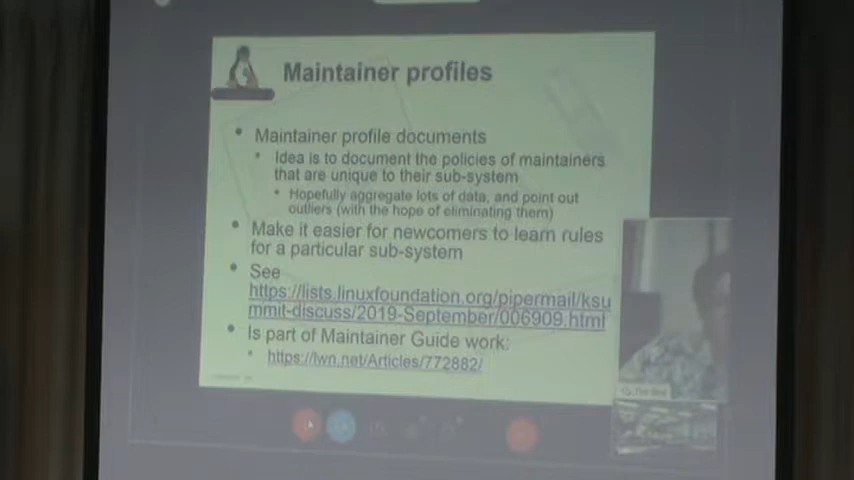 Maintainer profiles
Maintainer profile documents
Idea is to document the policies of maintainers
that are unique to their sub-system
Hopefully aggregate lots of data, and point out
outliers (with the hope of eliminating them)
Make it easier for newcomers to learn rules
for a particular sub-system
See
https://lists.linuxfoundation.org/pipermail/ksu
mmit-discuss/2019-September/006909.html
Is part of Maintainer Guide work:
https://lwn.net/Articles/772882/